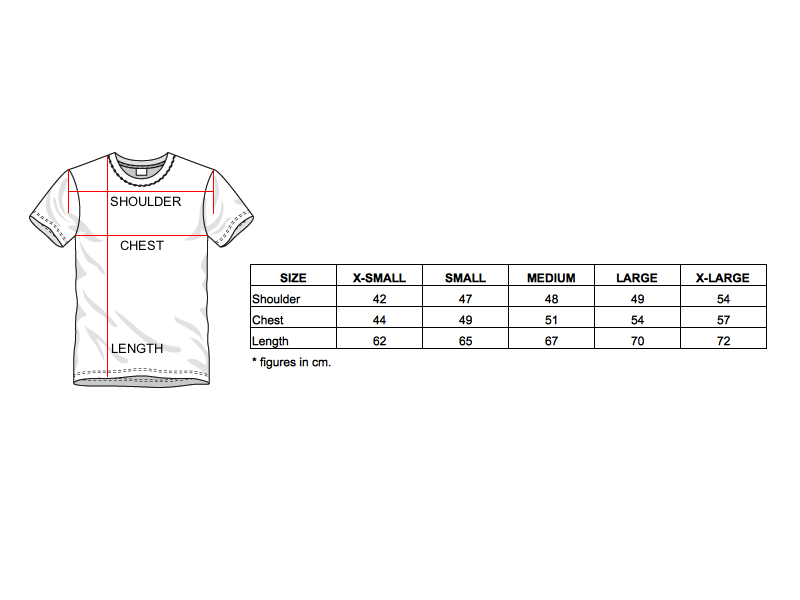 SHOULDER
CHEST
LENGTH
SIZE X-SMALL SMALL MEDIUM LARGE X-LARGE
Shoulder 42 47 48 49 54
Chest 44 49 51 54 57
Length 62 65 67 70 72
* figures in cm.